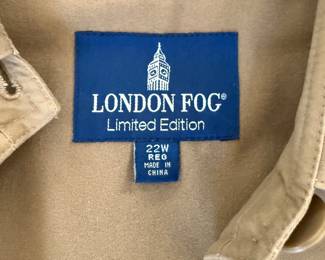 LONDON FOG®
Limited Edition
22W
REG
MADE IN
CHINA